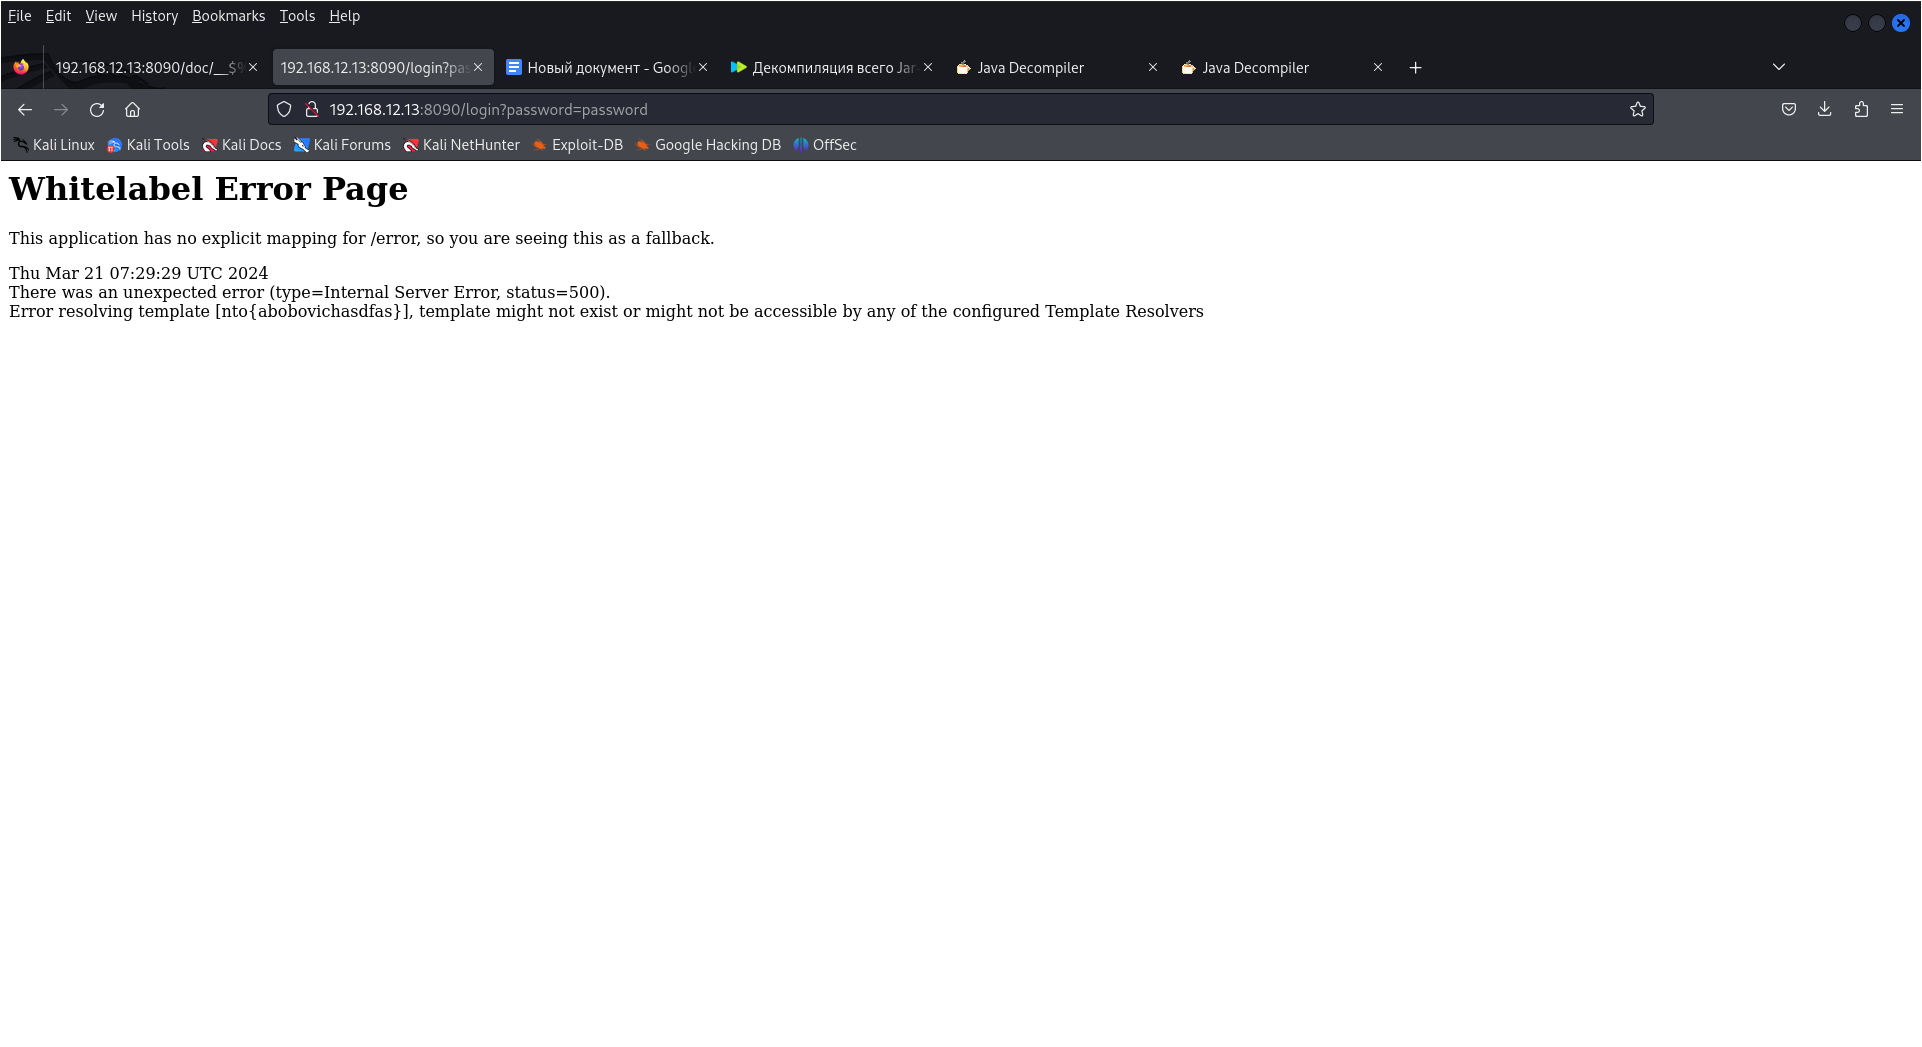 File Edit View History Bookmarks Tools Help
192.168.12.13:8090/doc/__$% 192.168.12.13:8090/login?pas Новый документ - Googl Декомпиляция всего Jar- Java Decompiler Java Decompiler
192.168.12.13:8090/login?password=password
Kali Linux Kali Tools Kali Docs Kali Forums Kali NetHunter Exploit-DB Google Hacking DB OffSec
Whitelabel Error Page
This application has no explicit mapping for /error, so you are seeing this as a fallback.
Thu Mar 21 07:29:29 UTC 2024
There was an unexpected error (type=Internal Server Error, status=500).
Error resolving template [nto{abobovichasdfas}], template might not exist or might not be accessible by any of the configured Template Resolvers